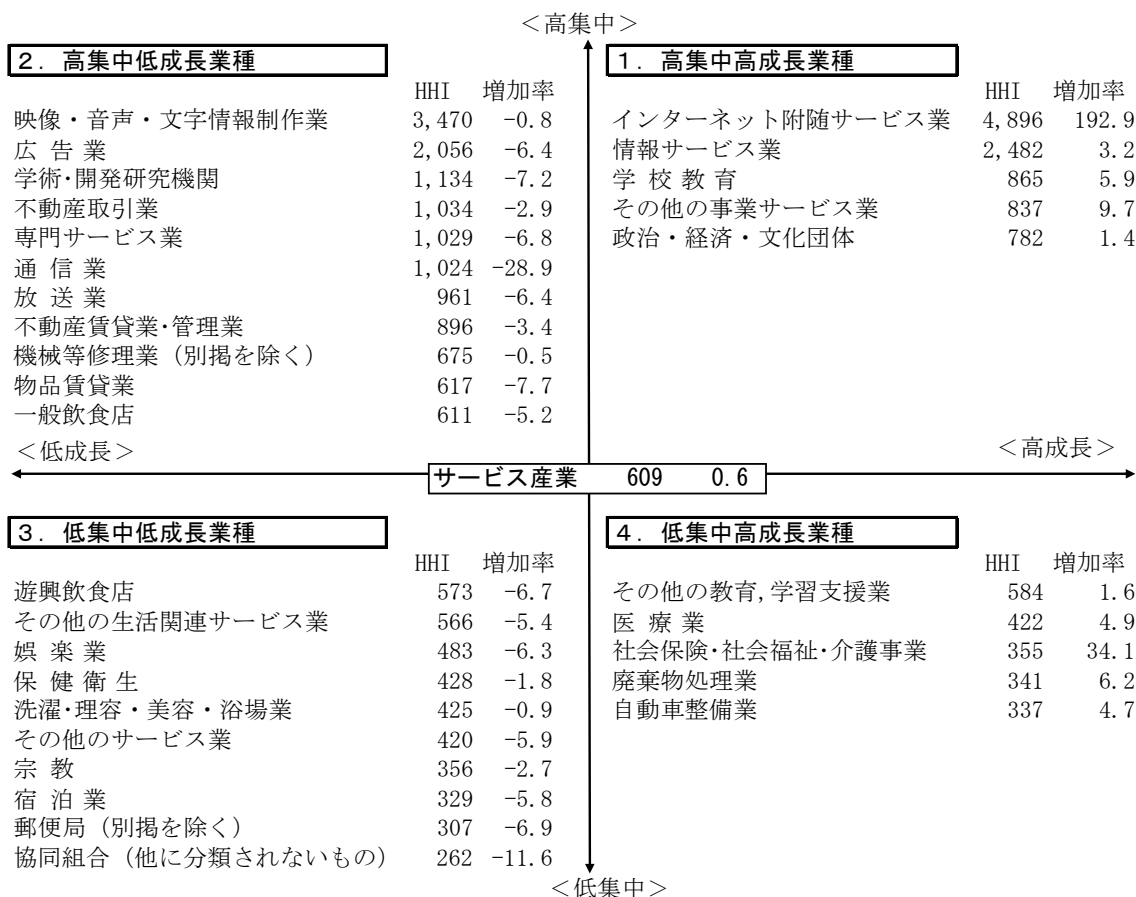 ＜高集中＞
２．高集中低成長業種
HHI 増加率
映像・音声・文字情報制作業 3,470 -0.8
広 告 業 2,056 -6.4
学術･開発研究機関 1,134 -7.2
不動産取引業 1,034 -2.9
専門サービス業 1,029 -6.8
通 信 業 1,024 -28.9
放 送 業 961 -6.4
不動産賃貸業･管理業 896 -3.4
機械等修理業（別掲を除く） 675 -0.5
物品賃貸業 617 -7.7
一般飲食店 611 -5.2
１．高集中高成長業種
HHI 増加率
インターネット附随サービス業 4,896 192.9
情報サービス業 2,482 3.2
学 校 教 育 865 5.9
その他の事業サービス業 837 9.7
政治・経済・文化団体 782 1.4
＜低成長＞
＜高成長＞
サービス産業 609 0.6
３．低集中低成長業種
HHI 増加率
遊興飲食店 573 -6.7
その他の生活関連サービス業 566 -5.4
娯 楽 業 483 -6.3
保 健 衛 生 428 -1.8
洗濯･理容・美容・浴場業 425 -0.9
その他のサービス業 420 -5.9
宗 教 356 -2.7
宿 泊 業 329 -5.8
郵便局（別掲を除く） 307 -6.9
協同組合（他に分類されないもの） 262 -11.6
４．低集中高成長業種
HHI 増加率
その他の教育,学習支援業 584 1.6
医 療 業 422 4.9
社会保険･社会福祉･介護事業 355 34.1
廃棄物処理業 341 6.2
自動車整備業 337 4.7
＜低集中＞